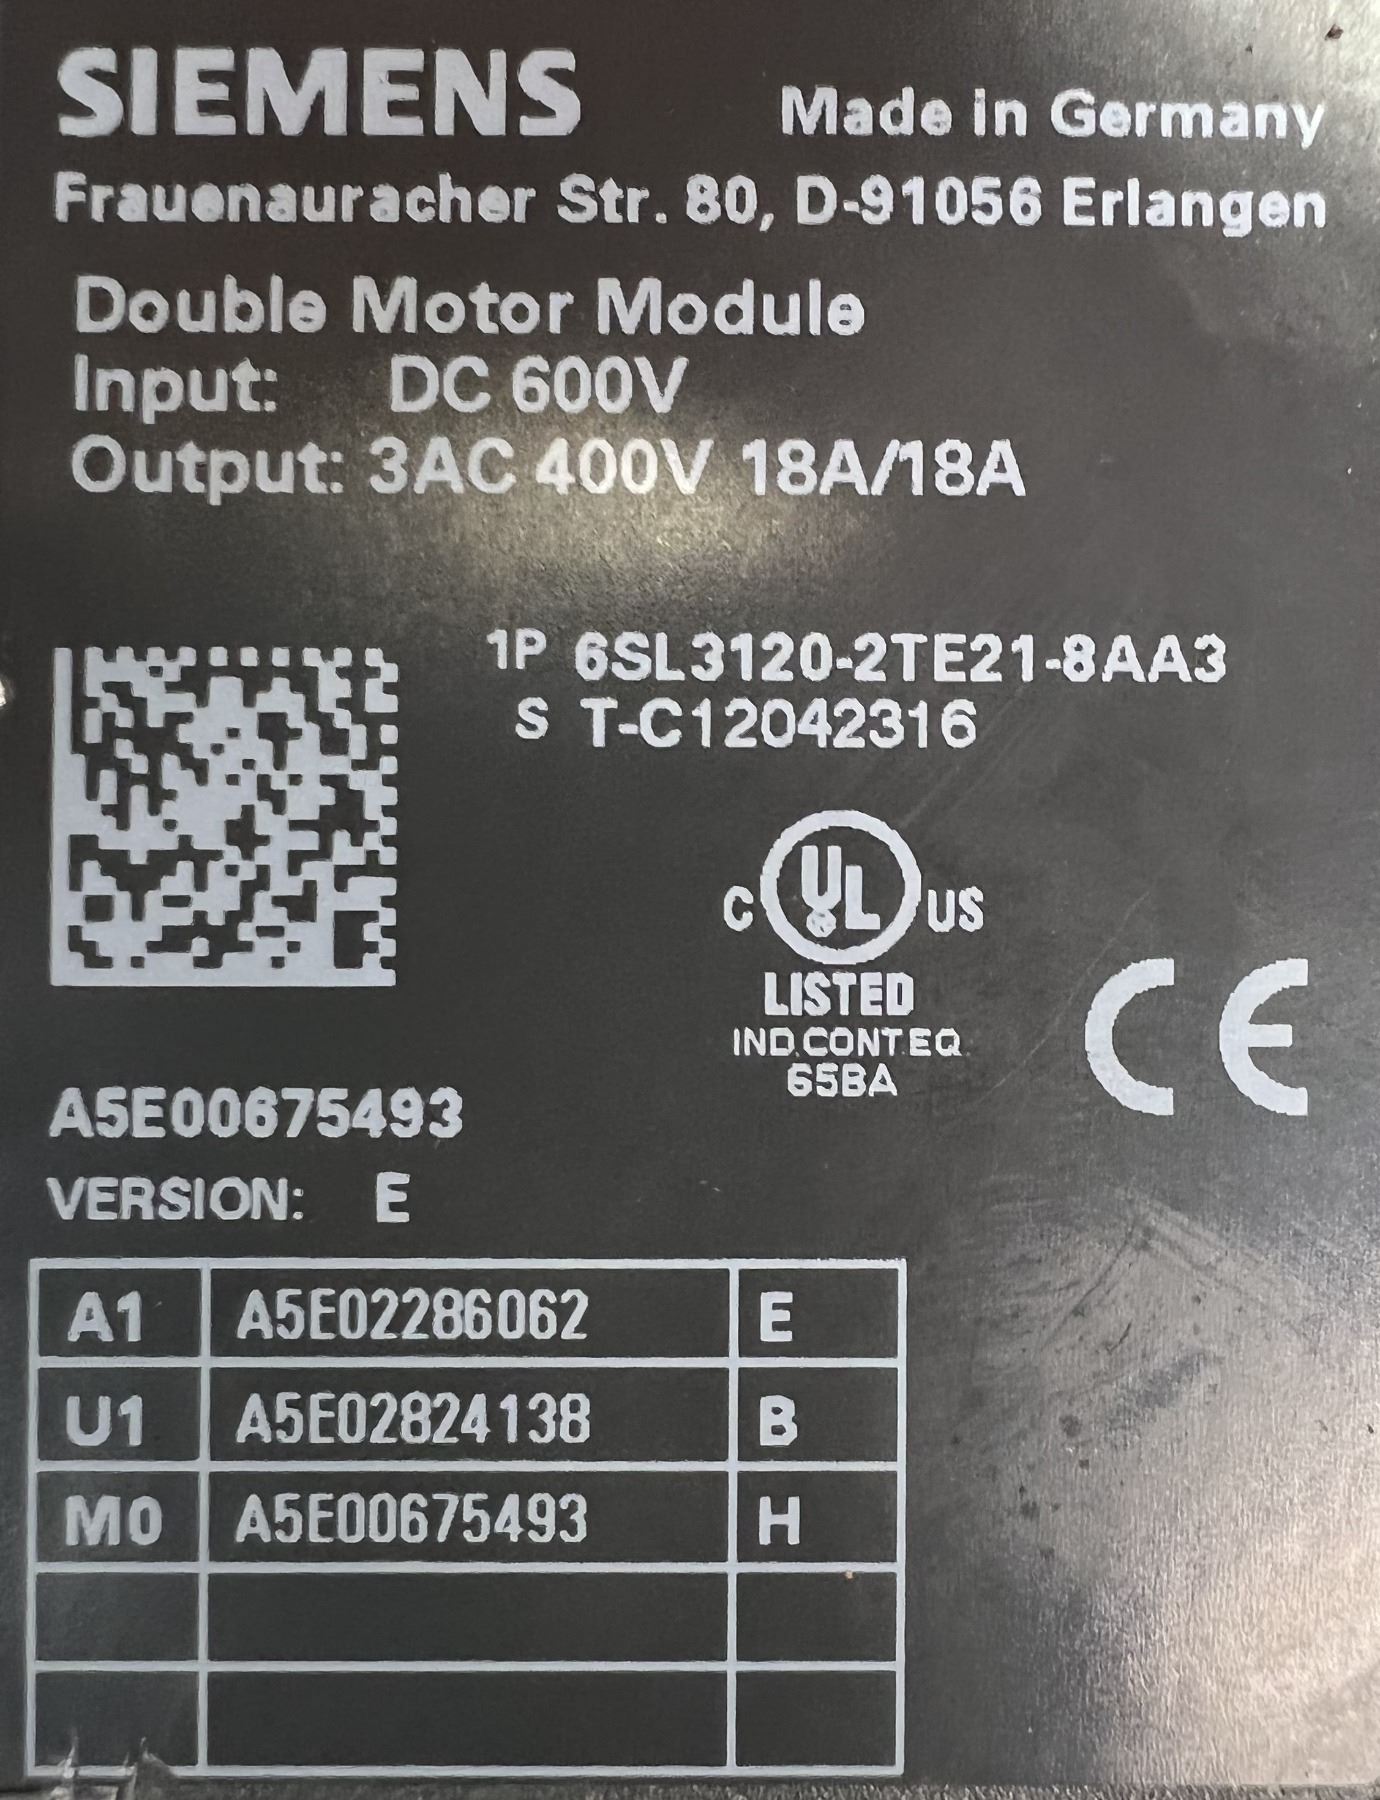 SIEMENS
Made in Germany
Frauenauracher Str. 80, D-91056 Erlangen
Double Motor Module
Input: DC 600V
Output: 3AC 400V 18A/18A
1P 6SL3120-2TE21-8AA3
S T-C12042316
C UL US
LISTED
IND.CONT.EQ
65BA
CE
A5E00675493
VERSION: E
A1 A5E02286062 E
U1 A5E02824138 B
M0 A5E00675493 H